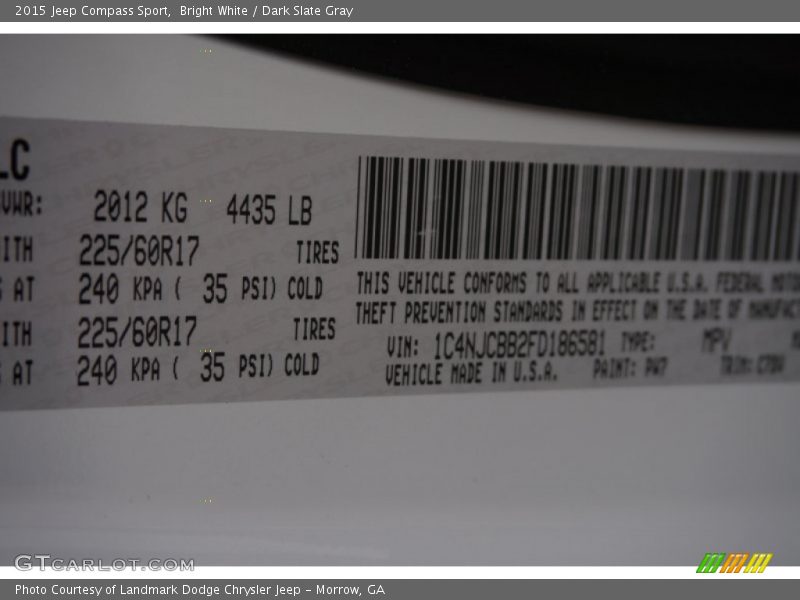 2015 Jeep Compass Sport,  Bright White / Dark Slate Gray
LC
GVWR: 2012 KG 4435 LB
ITH 225/60R17 TIRES
S AT 240 KPA ( 35 PSI) COLD
ITH 225/60R17 TIRES
S AT 240 KPA ( 35 PSI) COLD
THIS VEHICLE CONFORMS TO ALL APPLICABLE U.S.A. FEDERAL MOTO
THEFT PREVENTION STANDARDS IN EFFECT ON THE DATE OF MANUFACT
VIN: 1C4NJCBB2FD186581 TYPE: MPV
VEHICLE MADE IN U.S.A. PAINT: PW7 TRIM:
GTCARLOT.COM
Photo Courtesy of Landmark Dodge Chrysler Jeep – Morrow, GA